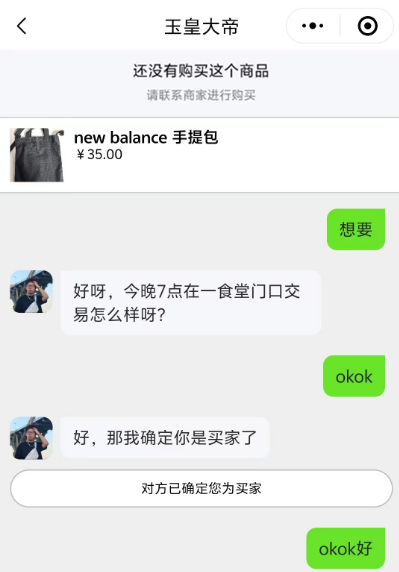 玉皇大帝
还没有购买这个商品
请联系商家进行购买
new balance 手提包
￥35.00
想要
好呀，今晚7点在一食堂门口交
易怎么样呀？
okok
好，那我确定你是买家了
对方已确定您为买家
okok好